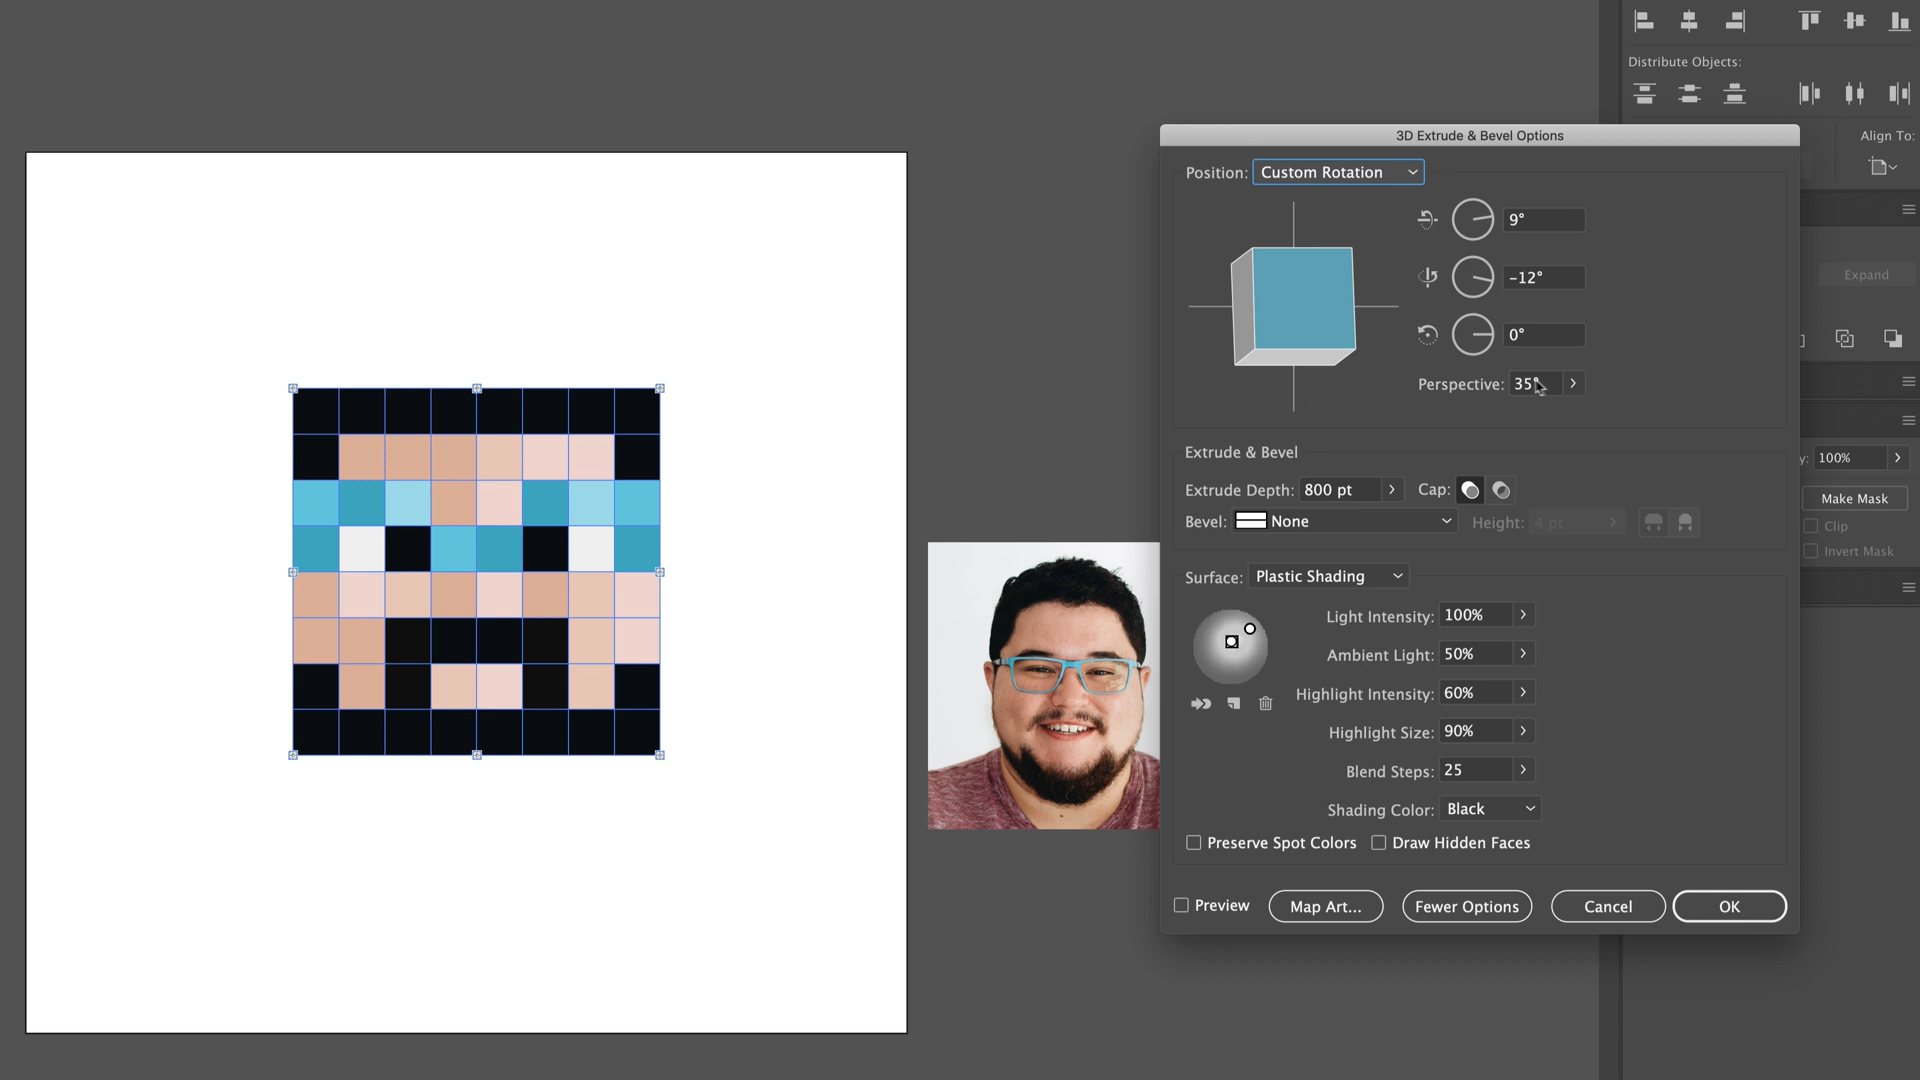 Distribute Objects:
Align To:
3D Extrude & Bevel Options
Position: Custom Rotation
9°
-12°
0°
Perspective: 35°
Expand
Extrude & Bevel
Extrude Depth: 800 pt
Cap:
Bevel: None
Height: 4 pt
y: 100%
Make Mask
Clip
Invert Mask
Surface: Plastic Shading
Light Intensity: 100%
Ambient Light: 50%
Highlight Intensity: 60%
Highlight Size: 90%
Blend Steps: 25
Shading Color: Black
Preserve Spot Colors
Draw Hidden Faces
Preview
Map Art...
Fewer Options
Cancel
OK